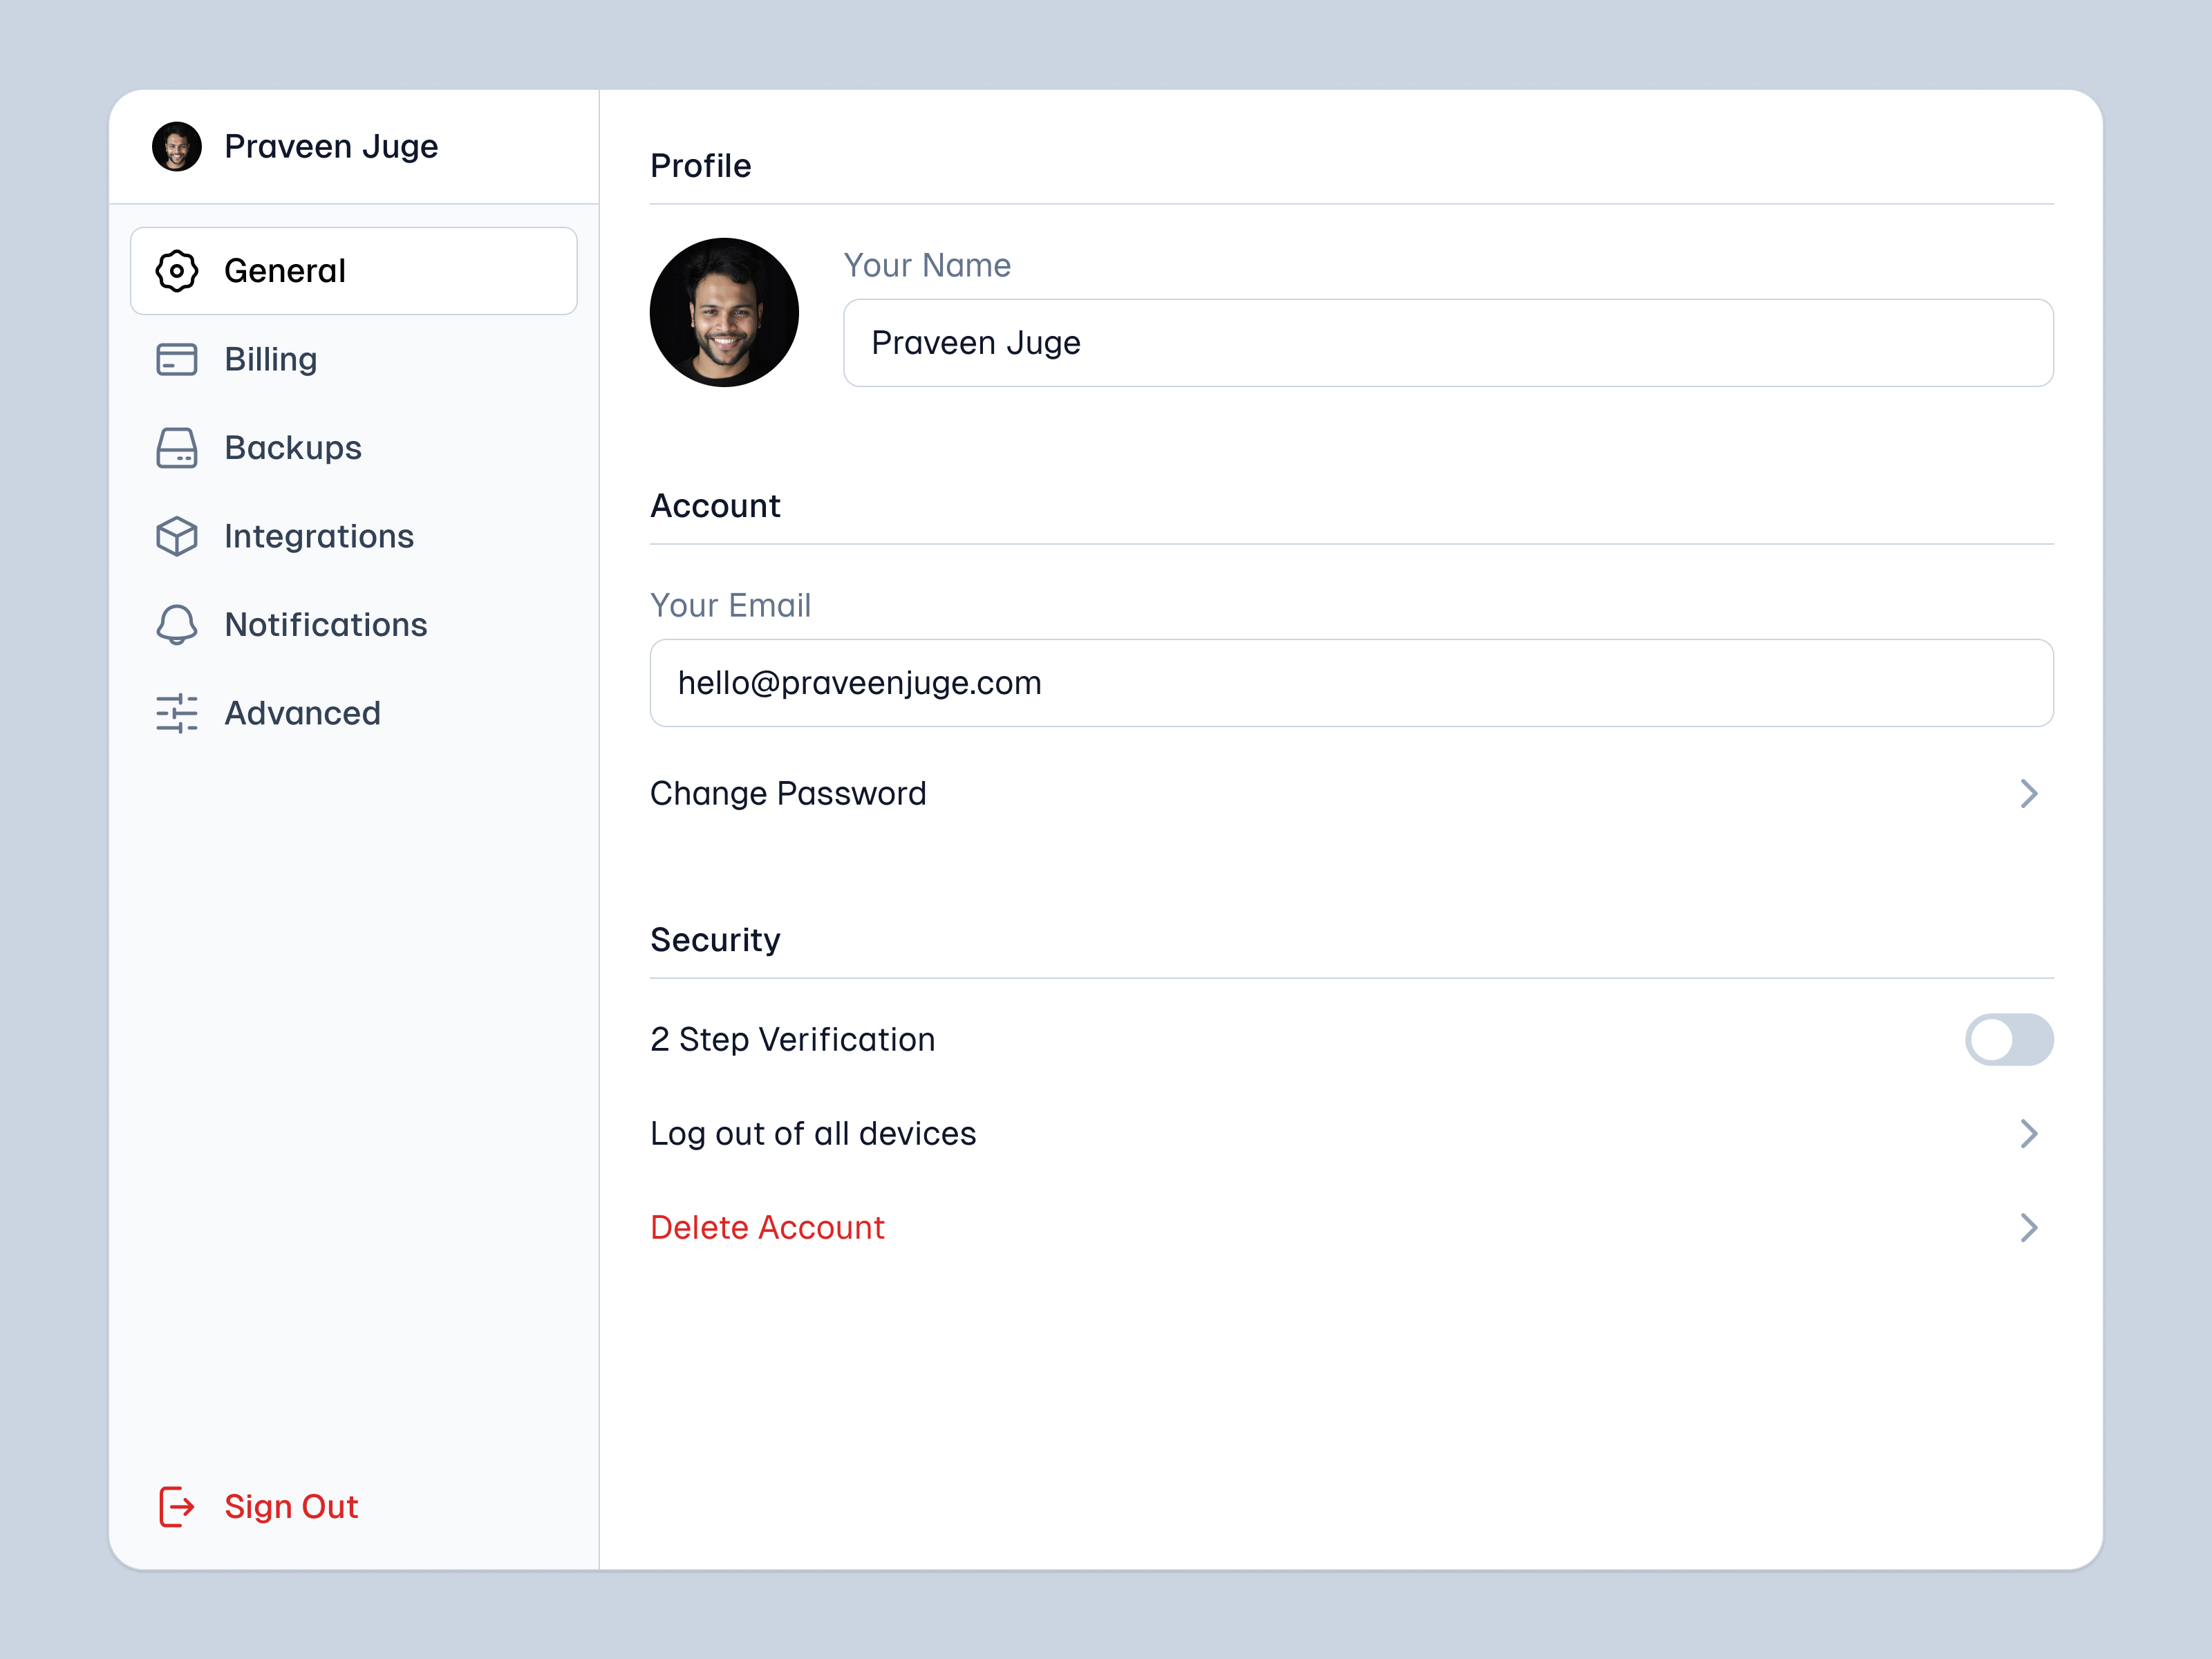 Praveen Juge
General
Billing
Backups
Integrations
Notifications
Advanced
Sign Out
Profile
Your Name
Praveen Juge
Account
Your Email
hello@praveenjuge.com
Change Password
Security
2 Step Verification
Log out of all devices
Delete Account